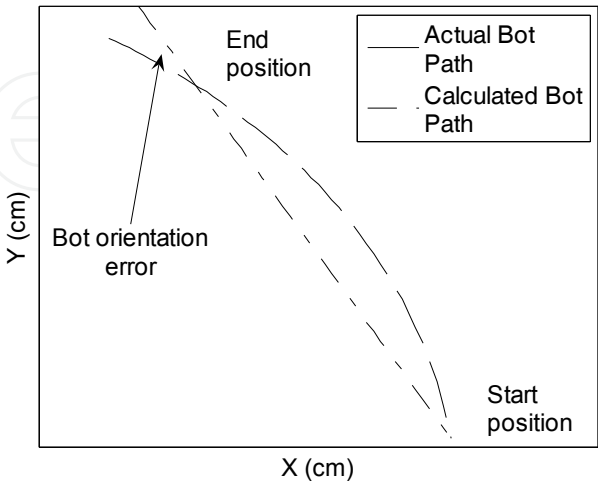 End
position
Actual Bot
Path
Calculated Bot
Path
Y (cm)
Bot orientation
error
Start
position
X (cm)